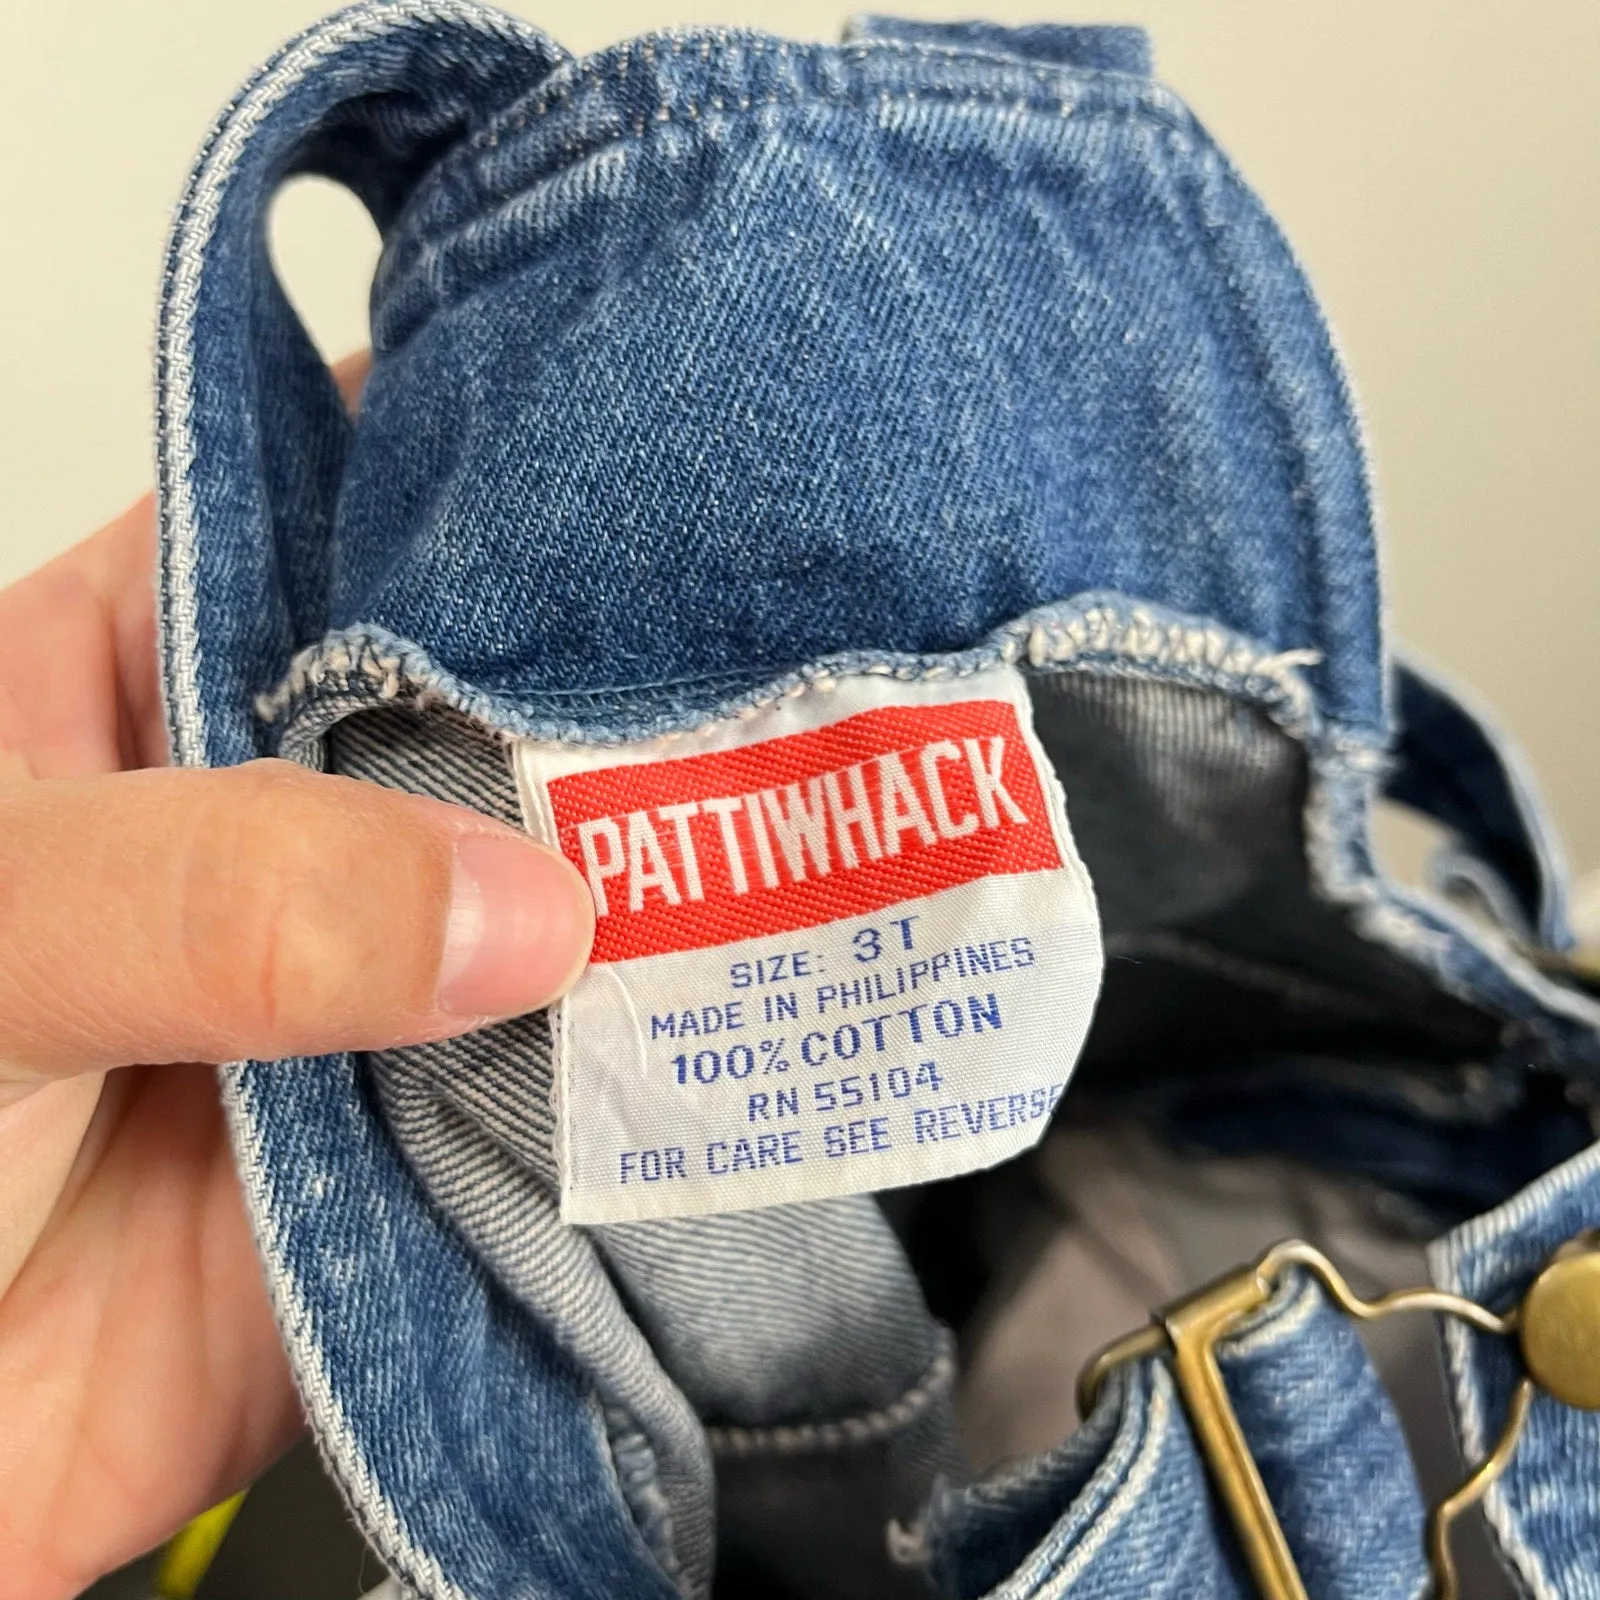 PATTIWHACK
SIZE: 3T
MADE IN PHILIPPINES
100% COTTON
RN 55104
FOR CARE SEE REVERSE